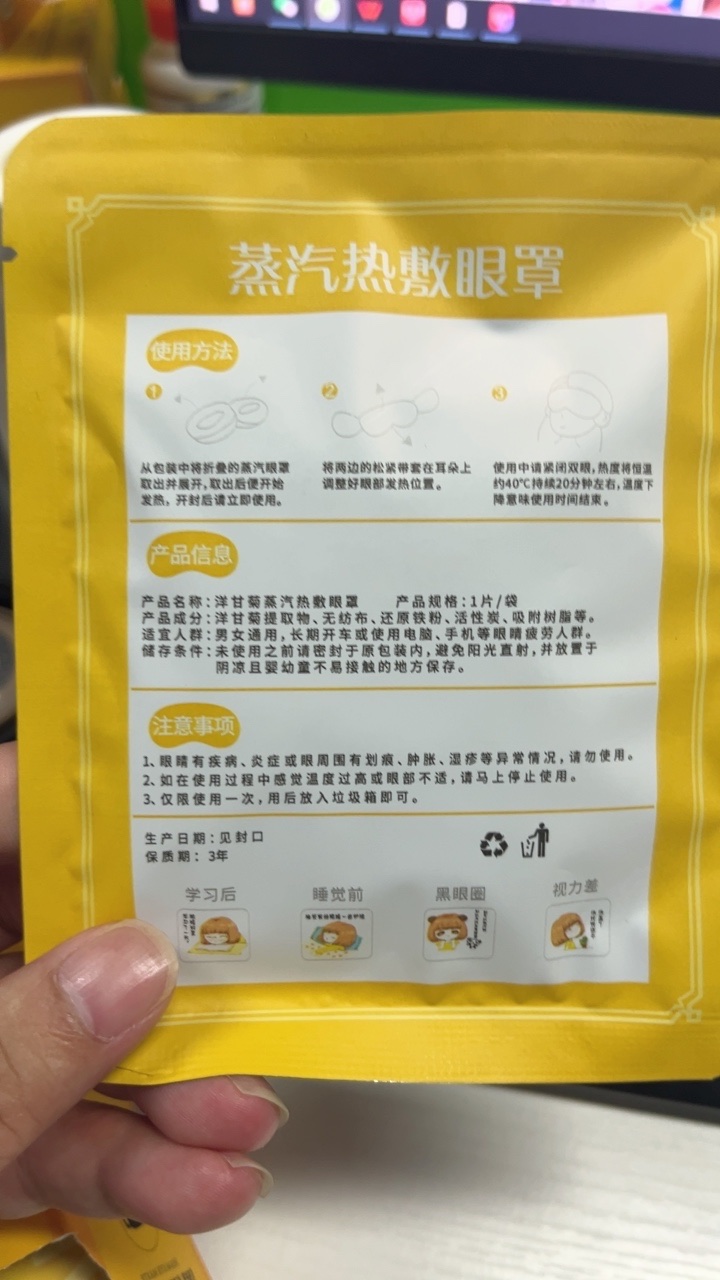 蒸汽热敷眼罩
使用方法
1
2
3
从包装中将折叠的蒸汽眼罩
取出并展开,取出后便开始
发热,开封后请立即使用。
将两边的松紧带套在耳朵上
调整好眼部发热位置。
使用中请紧闭双眼,热度将恒温
约40℃持续20分钟左右,温度下
降意味使用时间结束。
产品信息
产品名称:洋甘菊蒸汽热敷眼罩 产品规格:1片/袋
产品成分:洋甘菊提取物、无纺布、还原铁粉、活性炭、吸附树脂等。
适宜人群:男女通用,长期开车或使用电脑、手机等眼睛疲劳人群。
储存条件:未使用之前请密封于原包装内,避免阳光直射,并放置于
阴凉且婴幼童不易接触的地方保存。
注意事项
1、眼睛有疾病、炎症或眼周围有划痕、肿胀、湿疹等异常情况,请勿使用。
2、如在使用过程中感觉温度过高或眼部不适,请马上停止使用。
3、仅限使用一次,用后放入垃圾箱即可。
生产日期:见封口
保质期:3年
学习后
睡觉前
黑眼圈
视力差